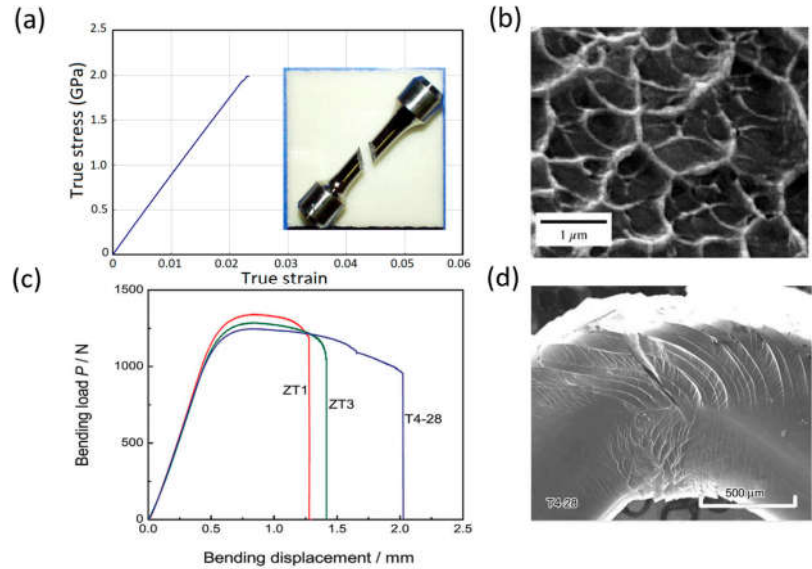 (a)
True stress (GPa)
2.5
2.0
1.5
1.0
0.5
0
0 0.01 0.02 0.03 0.04 0.05 0.06
True strain
(b)
1 μm
(c)
Bending load P / N
1500
1250
1000
750
500
250
0
ZT1
ZT3
T4-28
0.0 0.5 1.0 1.5 2.0 2.5
Bending displacement / mm
(d)
T4-28
500 μm